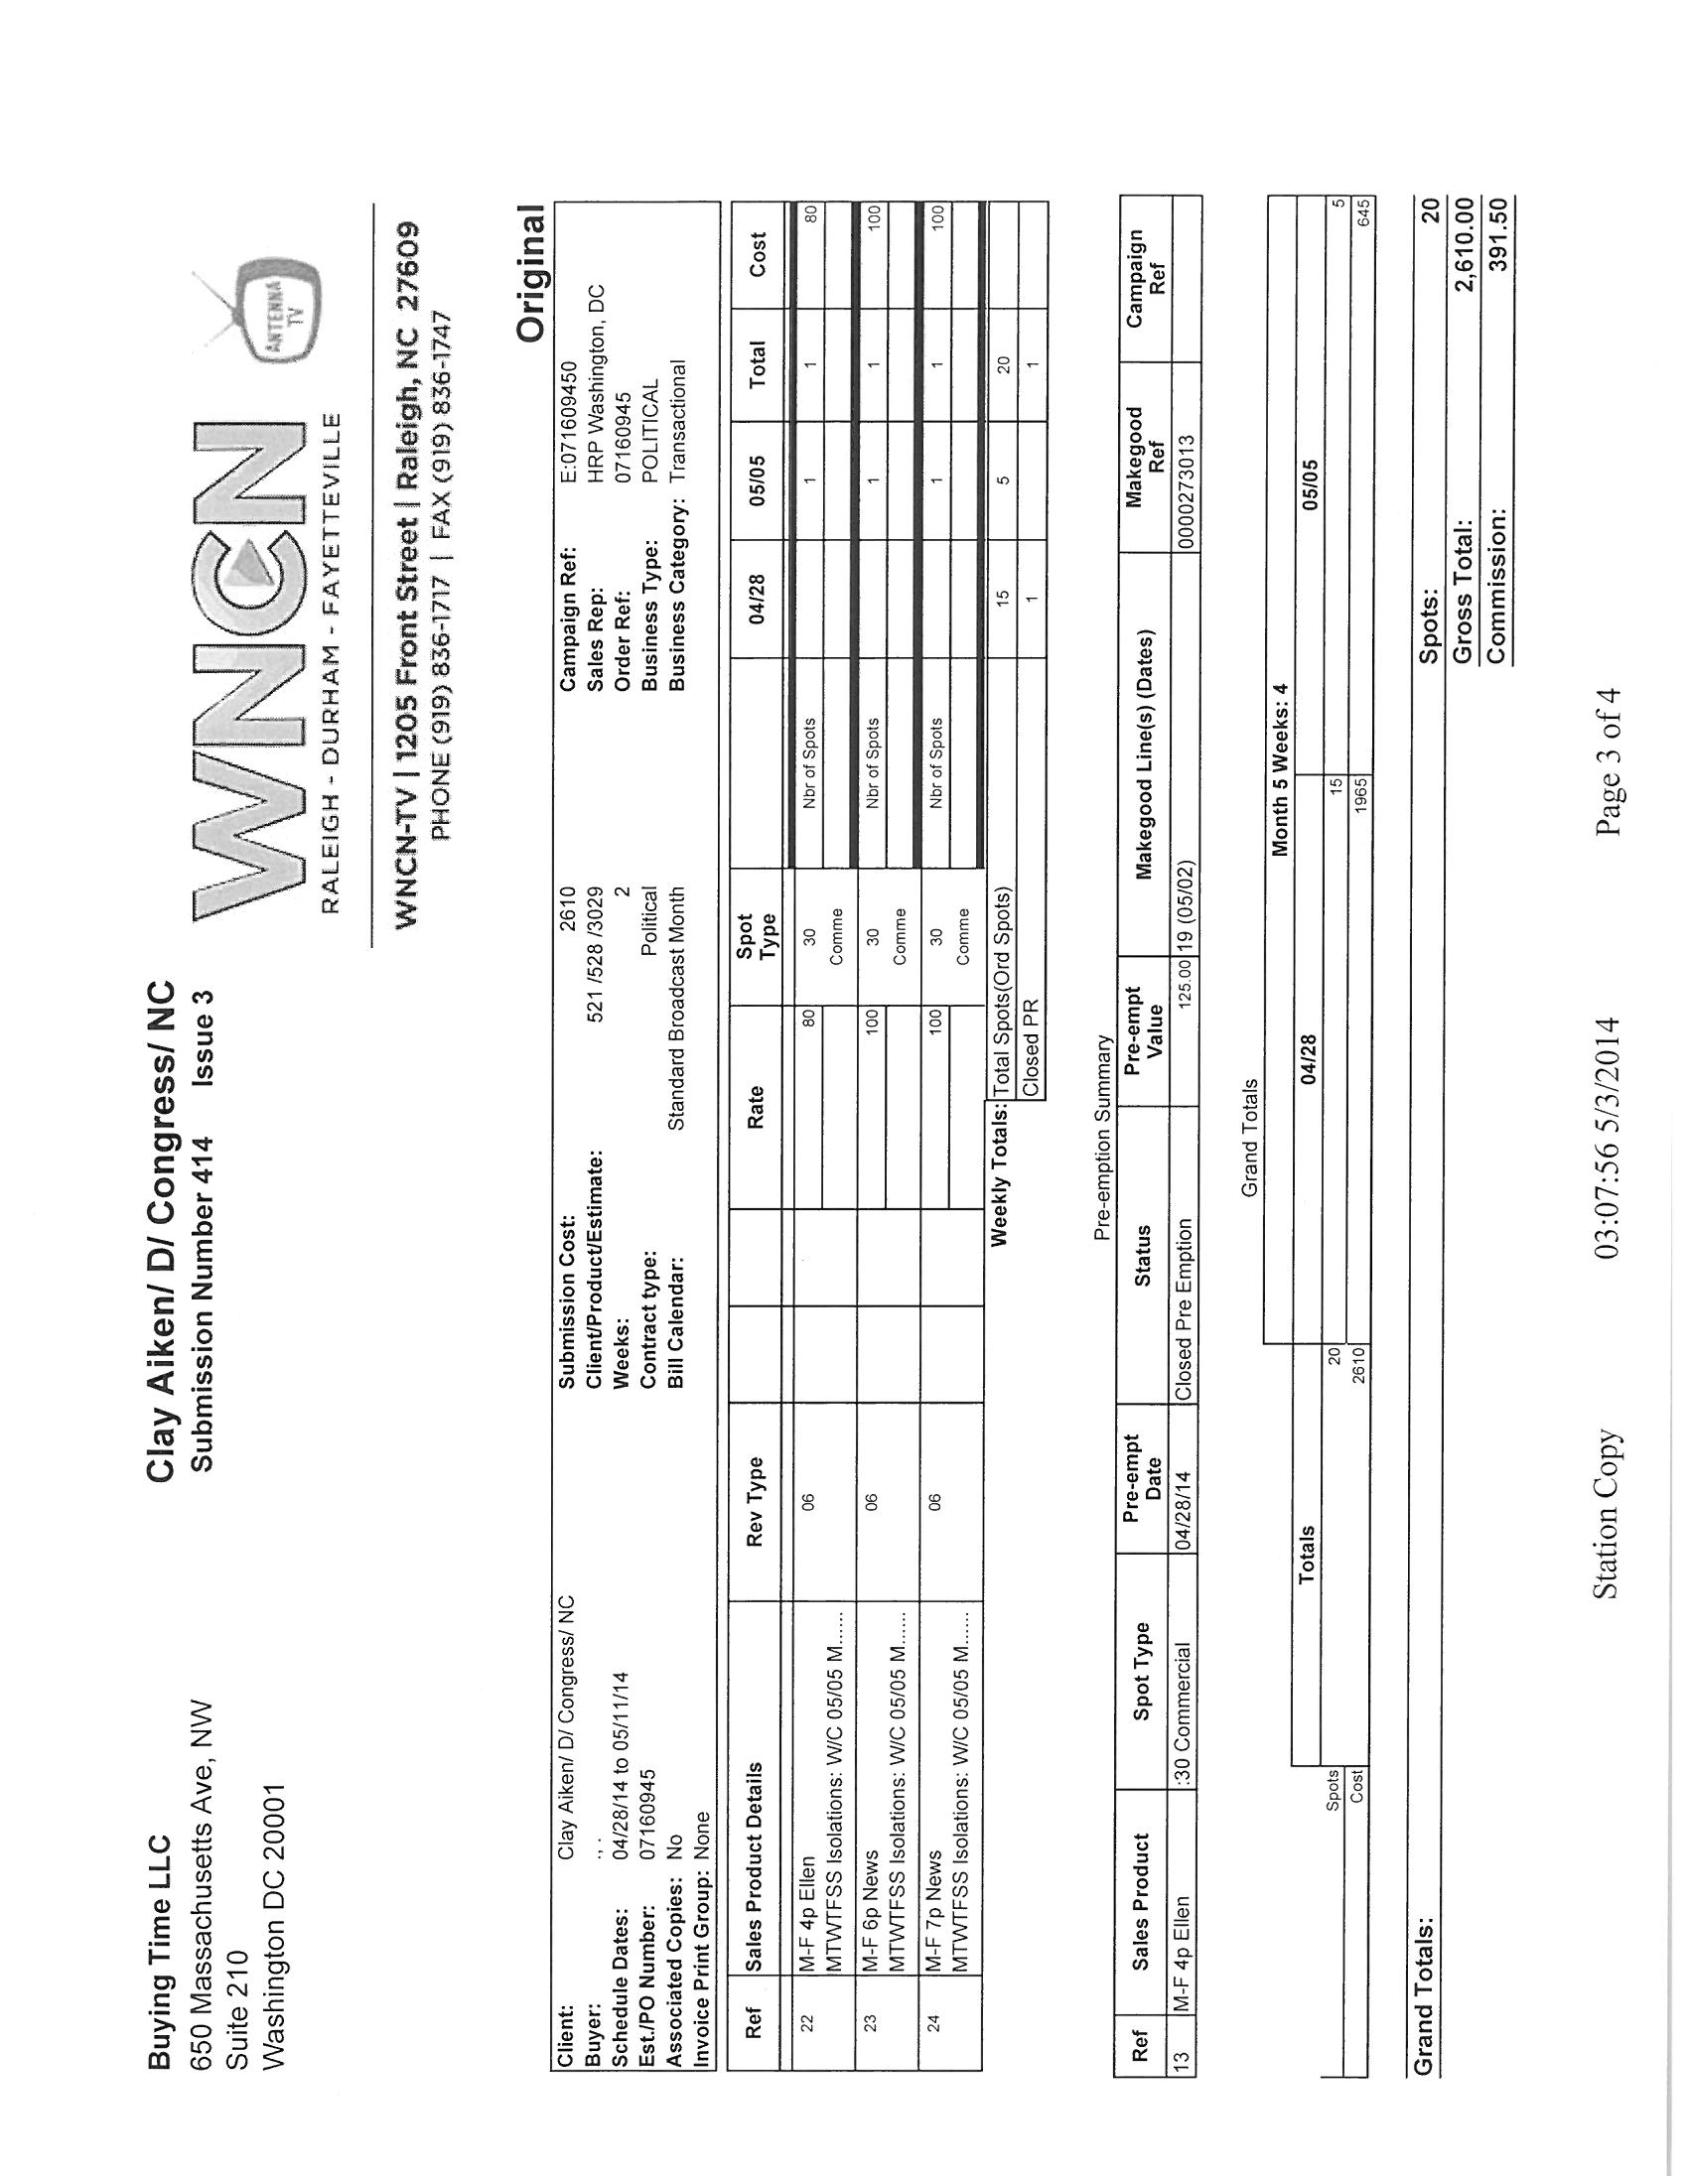 Buying Time LLC
650 Massachusetts Ave, NW
Suite 210
Washington DC 20001
Clay Aiken/ D/ Congress/ NC
Submission Number 414 Issue 3
WNCN
RALEIGH - DURHAM - FAYETTEVILLE
ANTENNA
TV
WNCN-TV | 1205 Front Street | Raleigh, NC 27609
PHONE (919) 836-1717 | FAX (919) 836-1747
Original
Client: Clay Aiken/ D/ Congress/ NC Submission Cost: 2610 Campaign Ref: E:071609450
Buyer: ., . Client/Product/Estimate: 521 /528 /3029 Sales Rep: HRP Washington, DC
Schedule Dates: 04/28/14 to 05/11/14 Weeks: 2 Order Ref: 07160945
Est./PO Number: 07160945 Contract type: Political Business Type: POLITICAL
Associated Copies: No Bill Calendar: Standard Broadcast Month Business Category: Transactional
Invoice Print Group: None
Ref Sales Product Details Rev Type Rate Spot Type 04/28 05/05 Total Cost
22 M-F 4p Ellen 06 80 30 Nbr of Spots 1 1 80
MTWTFSS Isolations: W/C 05/05 M...... Comme
23 M-F 6p News 06 100 30 Nbr of Spots 1 1 100
MTWTFSS Isolations: W/C 05/05 M...... Comme
24 M-F 7p News 06 100 30 Nbr of Spots 1 1 100
MTWTFSS Isolations: W/C 05/05 M...... Comme
Weekly Totals: Total Spots(Ord Spots) 15 5 20
Closed PR 1 1
Pre-emption Summary
Ref Sales Product Spot Type Pre-empt Date Status Pre-empt Value Makegood Line(s) (Dates) Makegood Ref Campaign Ref
13 M-F 4p Ellen :30 Commercial 04/28/14 Closed Pre Emption 125.00 19 (05/02) 0000273013
Grand Totals
Month 5 Weeks: 4
Totals 04/28 05/05
Spots 20 15 5
Cost 2610 1965 645
Grand Totals: Spots: 20
Gross Total: 2,610.00
Commission: 391.50
Station Copy 03:07:56 5/3/2014 Page 3 of 4